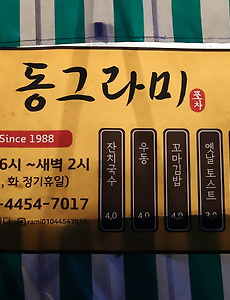 동그라미
포차
Since 1988
6시 ~새벽 2시
, 화 정기휴일)
-4454-7017
rami01044547017
잔치국수
4.0
우동
4.0
꼬마김밥
4.0
옛날토스트
3.0